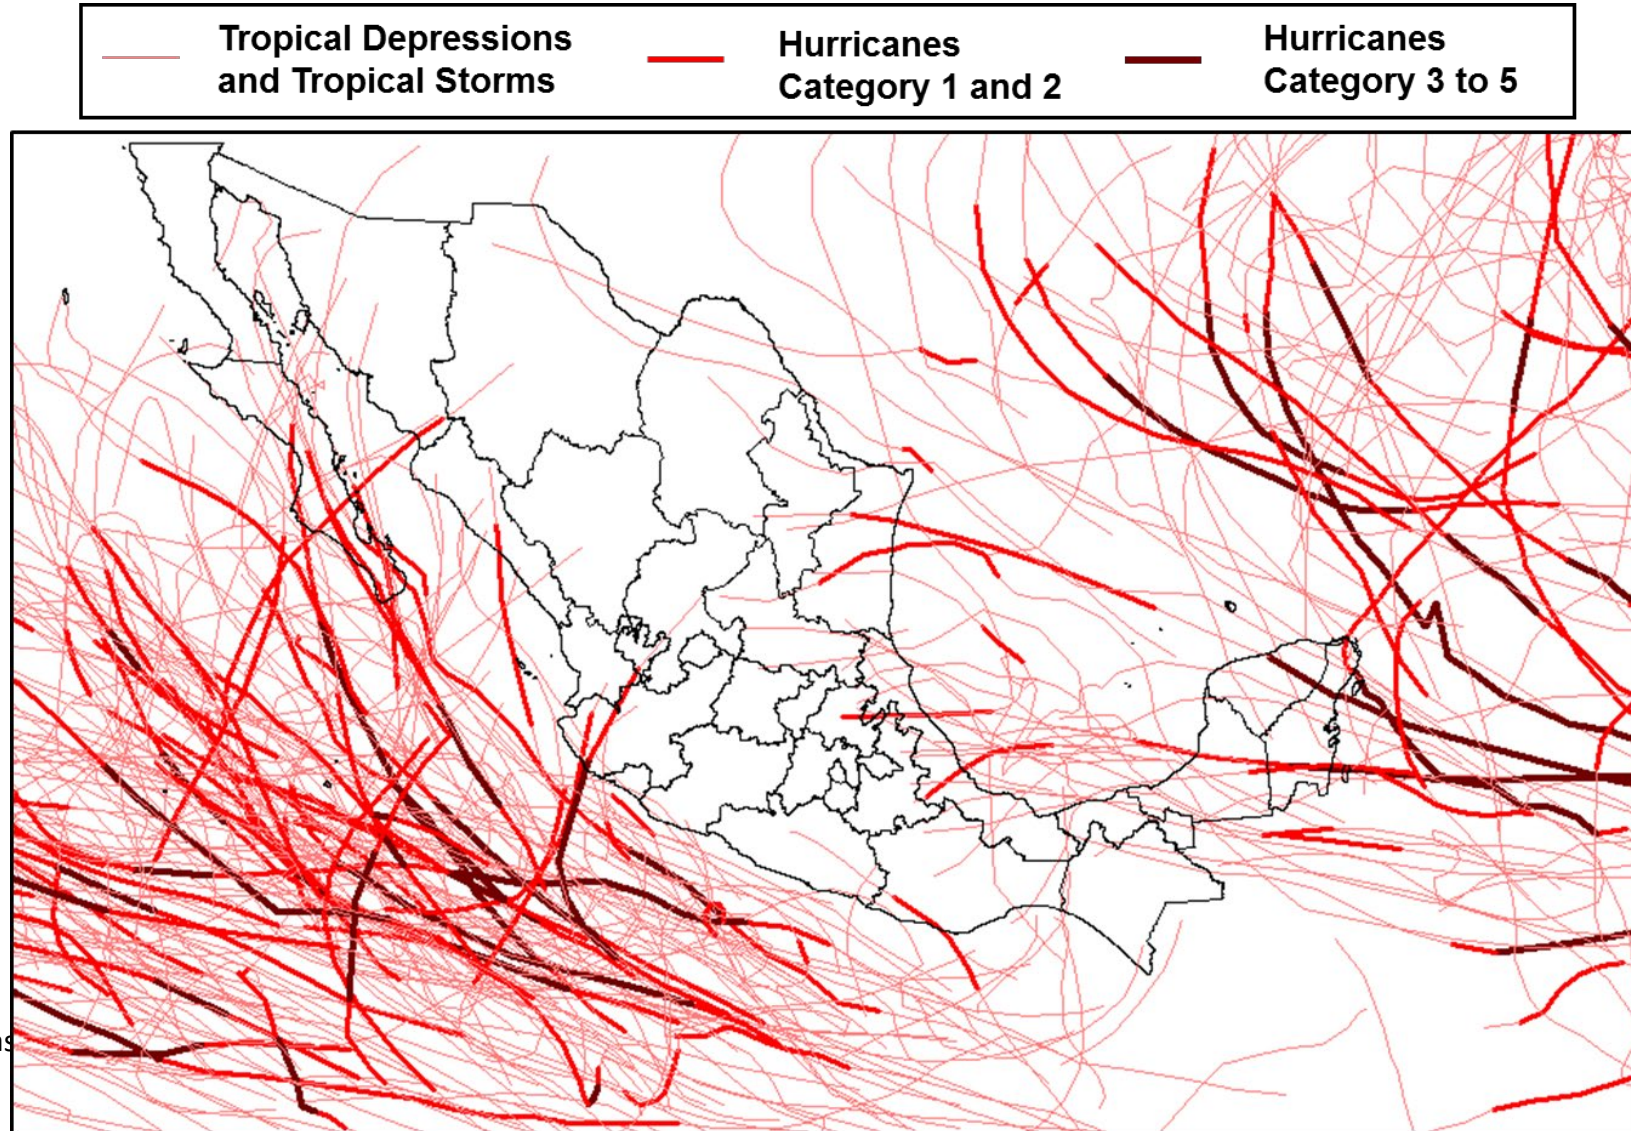 Tropical Depressions
and Tropical Storms
Hurricanes
Category 1 and 2
Hurricanes
Category 3 to 5